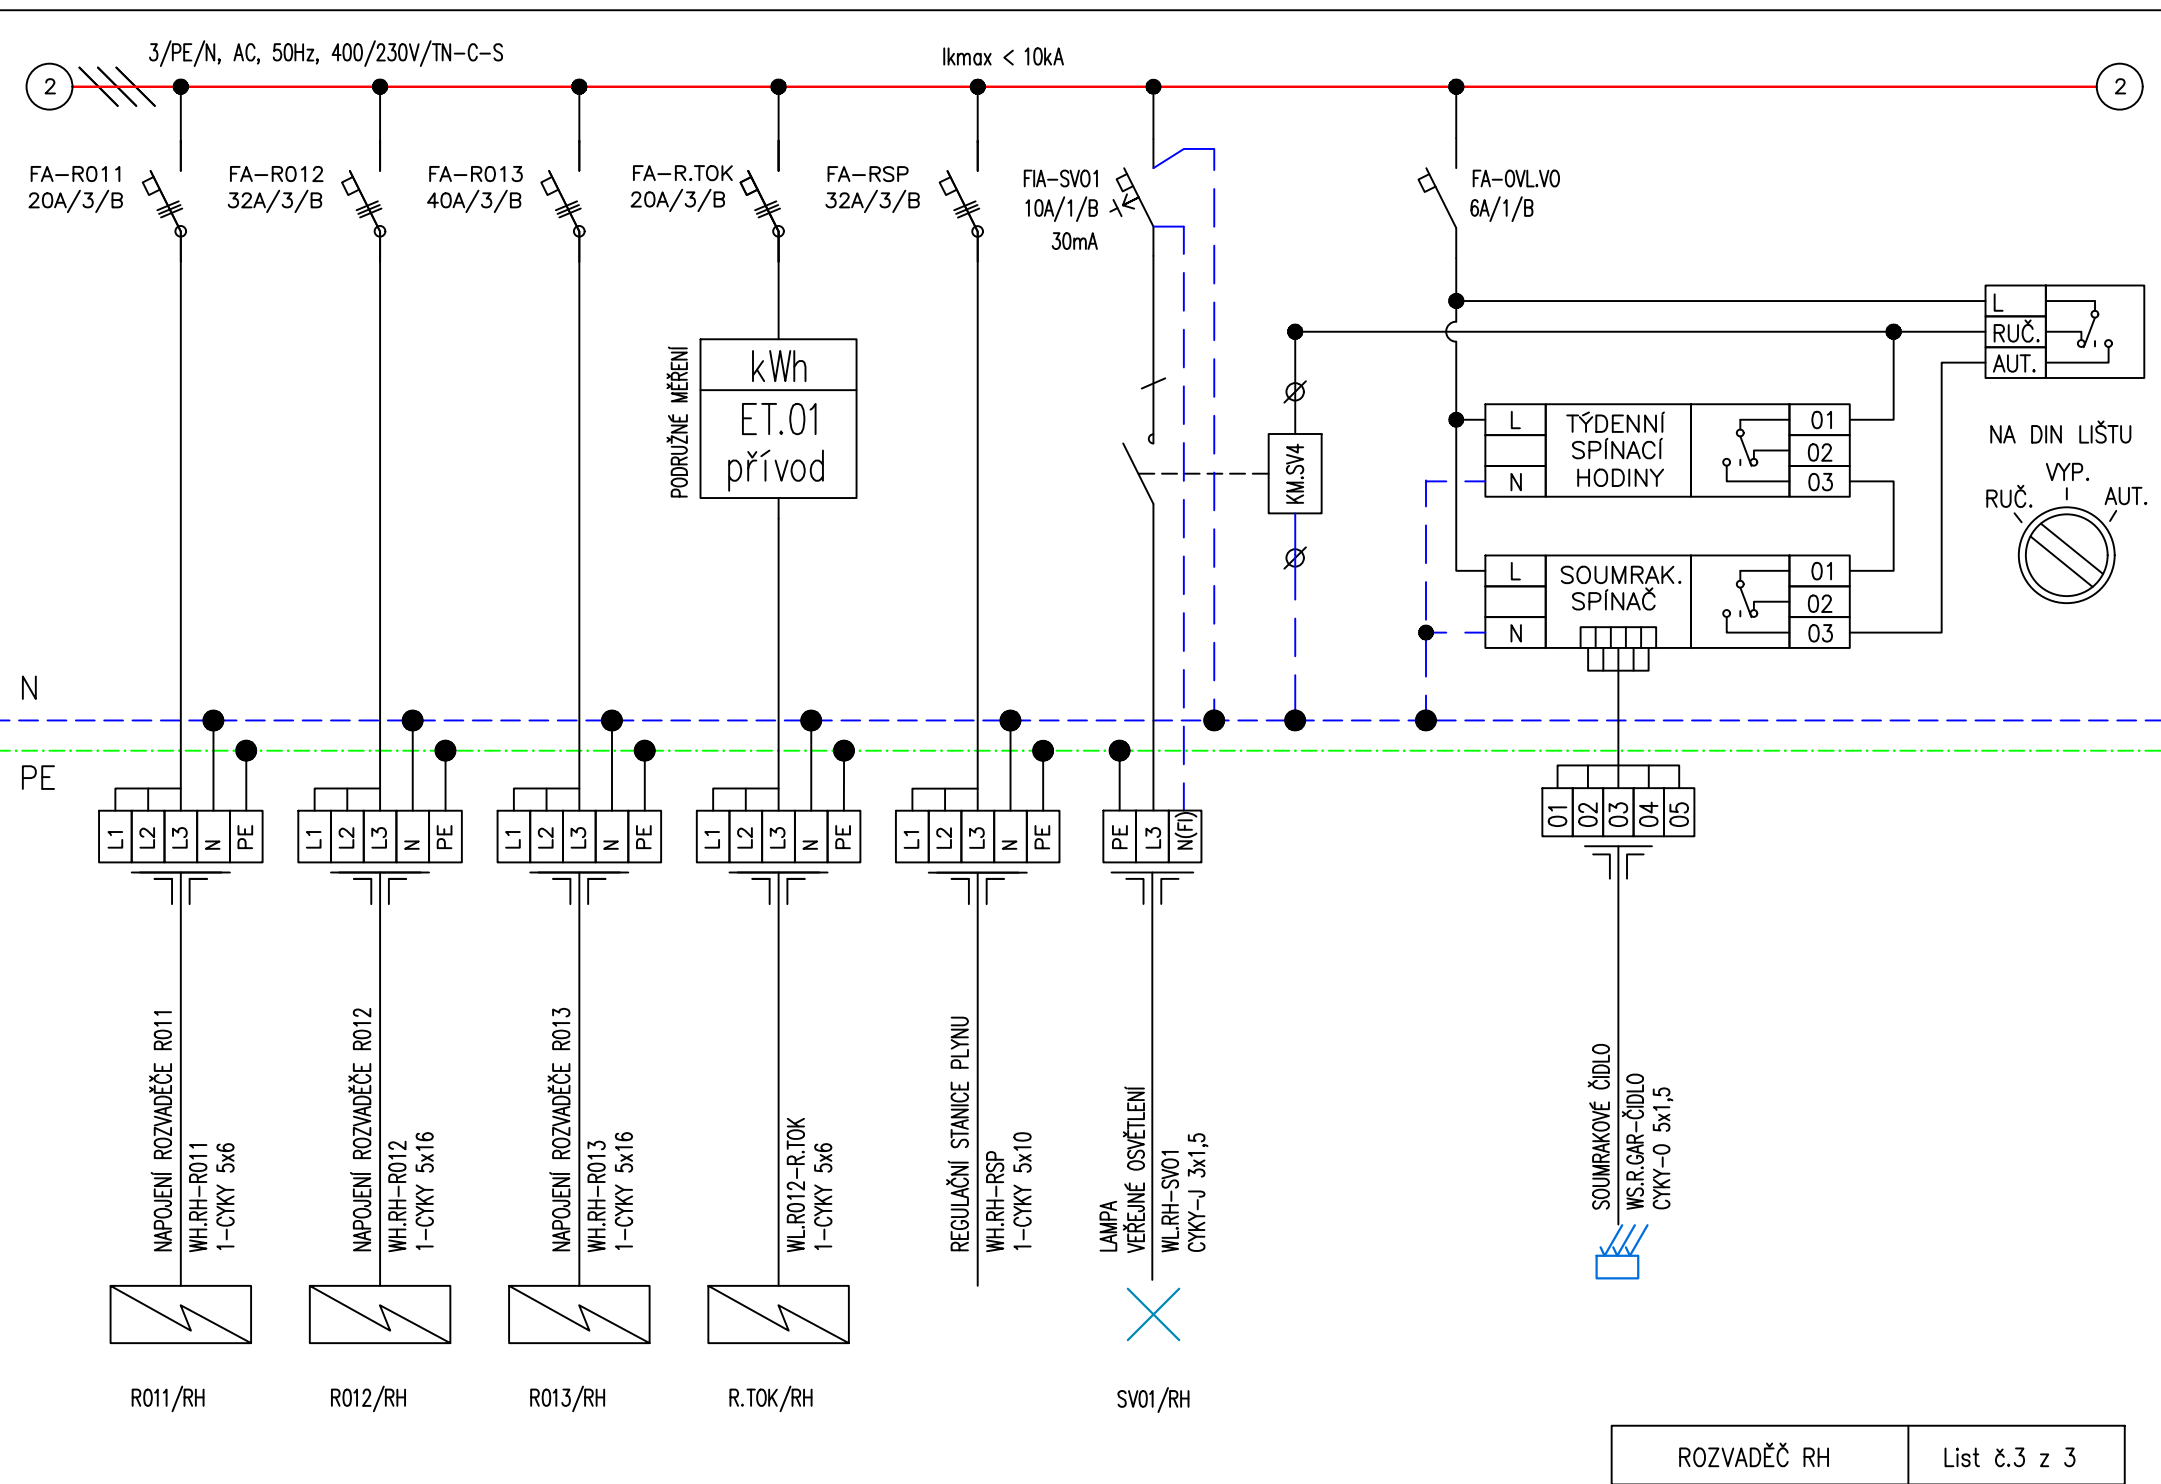 3/PE/N, AC, 50Hz, 400/230V/TN-C-S
Ikmax < 10kA
2
2
FA-R011
20A/3/B
FA-R012
32A/3/B
FA-R013
40A/3/B
FA-R.TOK
20A/3/B
FA-RSP
32A/3/B
FIA-SV01
10A/1/B
30mA
FA-OVL.VO
6A/1/B
L
RUČ.
AUT.
PODRUŽNÉ MĚŘENÍ
kWh
ET.01
přívod
KM.SV4
L
N
TÝDENNÍ
SPÍNACÍ
HODINY
01
02
03
NA DIN LIŠTU
VYP.
RUČ.
AUT.
L
N
SOUMRAK.
SPÍNAČ
01
02
03
N
PE
L1
L2
L3
N
PE
L1
L2
L3
N
PE
L1
L2
L3
N
PE
L1
L2
L3
N
PE
L1
L2
L3
N
PE
PE
L3
N(FI)
01
02
03
04
05
NAPOJENÍ ROZVADĚČE R011
WH.RH-R011
1-CYKY 5x6
NAPOJENÍ ROZVADĚČE R012
WH.RH-R012
1-CYKY 5x16
NAPOJENÍ ROZVADĚČE R013
WH.RH-R013
1-CYKY 5x16
WL.R012-R.TOK
1-CYKY 5x6
REGULAČNÍ STANICE PLYNU
WH.RH-RSP
1-CYKY 5x10
LAMPA
VEŘEJNÉ OSVĚTLENÍ
WL.RH-SV01
CYKY-J 3x1,5
SOUMRAKOVÉ ČIDLO
WS.R.GAR-ČIDLO
CYKY-O 5x1,5
R011/RH
R012/RH
R013/RH
R.TOK/RH
SV01/RH
ROZVADĚČ RH
List č.3 z 3